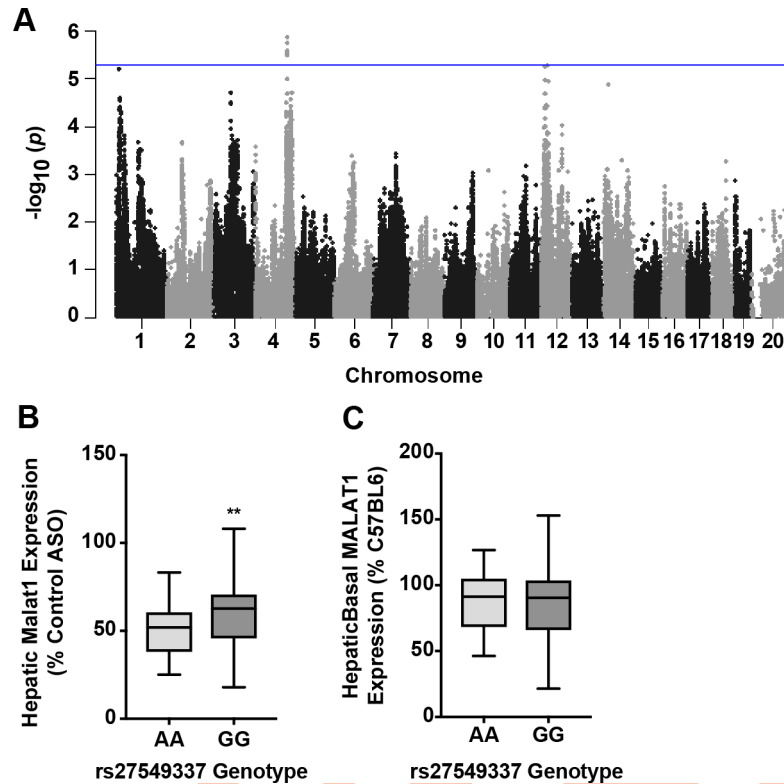 A
-log10 (p)
6
5
4
3
2
1
0
1 2 3 4 5 6 7 8 9 10 11 12 13 14 15 16 17 18 19 20
Chromosome
B
Hepatic Malat1 Expression
(% Control ASO)
150
100
50
0
**
AA GG
rs27549337 Genotype
C
HepaticBasal MALAT1
Expression (% C57BL6)
200
150
100
50
0
AA GG
rs27549337 Genotype